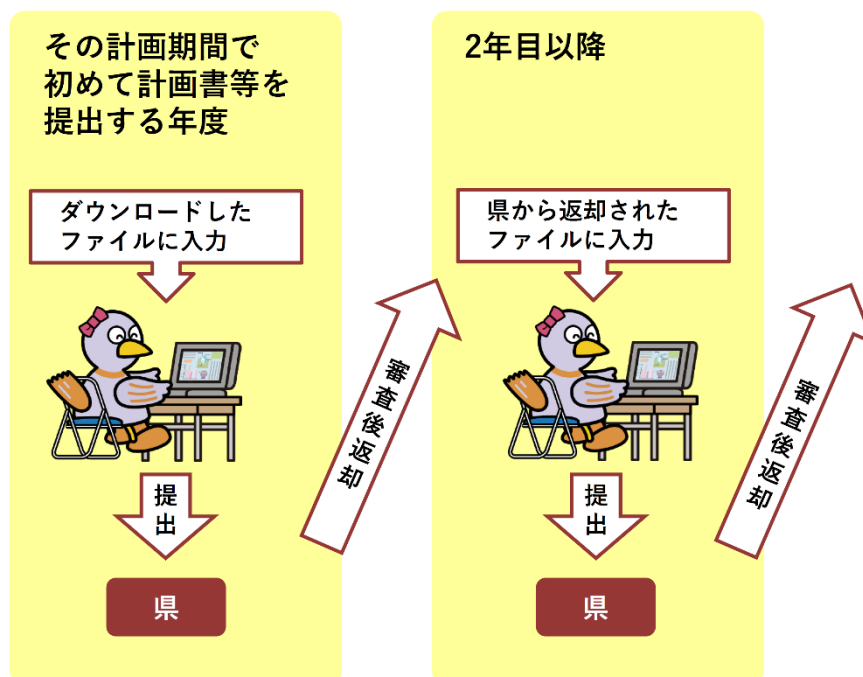 その計画期間で
初めて計画書等を
提出する年度
ダウンロードした
ファイルに入力
提出
県
審査後返却
2年目以降
県から返却された
ファイルに入力
提出
県
審査後返却